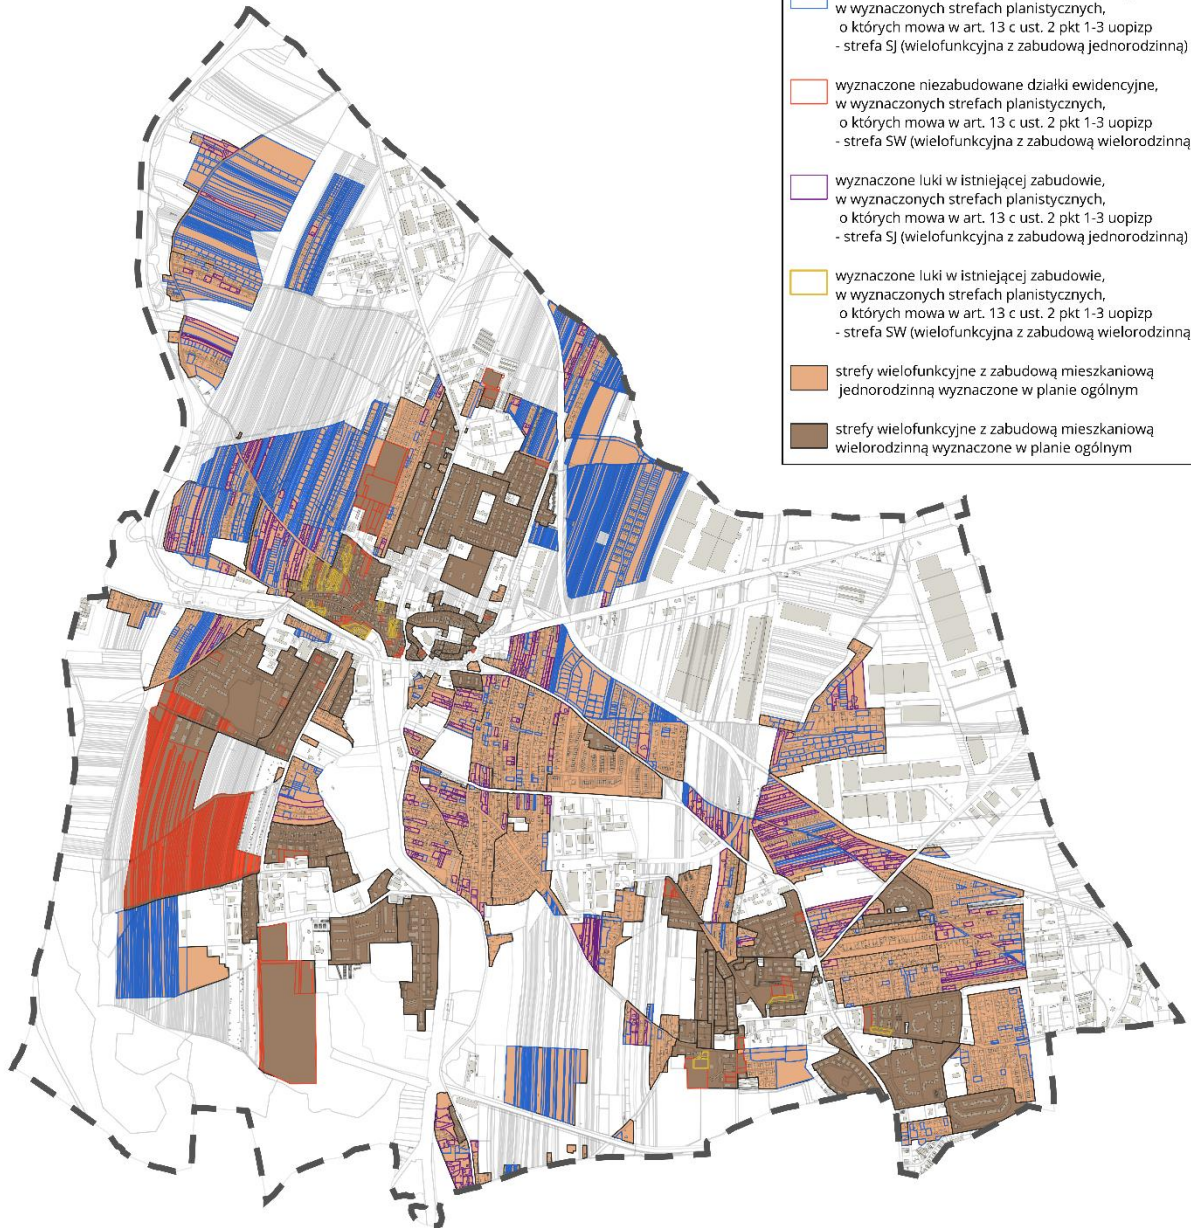 w wyznaczonych strefach planistycznych,
o których mowa w art. 13 c ust. 2 pkt 1-3 uopizp
- strefa SJ (wielofunkcyjna z zabudową jednorodzinną)
wyznaczone niezabudowane działki ewidencyjne,
w wyznaczonych strefach planistycznych,
o których mowa w art. 13 c ust. 2 pkt 1-3 uopizp
- strefa SW (wielofunkcyjna z zabudową wielorodzinną
wyznaczone luki w istniejącej zabudowie,
w wyznaczonych strefach planistycznych,
o których mowa w art. 13 c ust. 2 pkt 1-3 uopizp
- strefa SJ (wielofunkcyjna z zabudową jednorodzinną)
wyznaczone luki w istniejącej zabudowie,
w wyznaczonych strefach planistycznych,
o których mowa w art. 13 c ust. 2 pkt 1-3 uopizp
- strefa SW (wielofunkcyjna z zabudową wielorodzinną
strefy wielofunkcyjne z zabudową mieszkaniową
jednorodzinną wyznaczone w planie ogólnym
strefy wielofunkcyjne z zabudową mieszkaniową
wielorodzinną wyznaczone w planie ogólnym